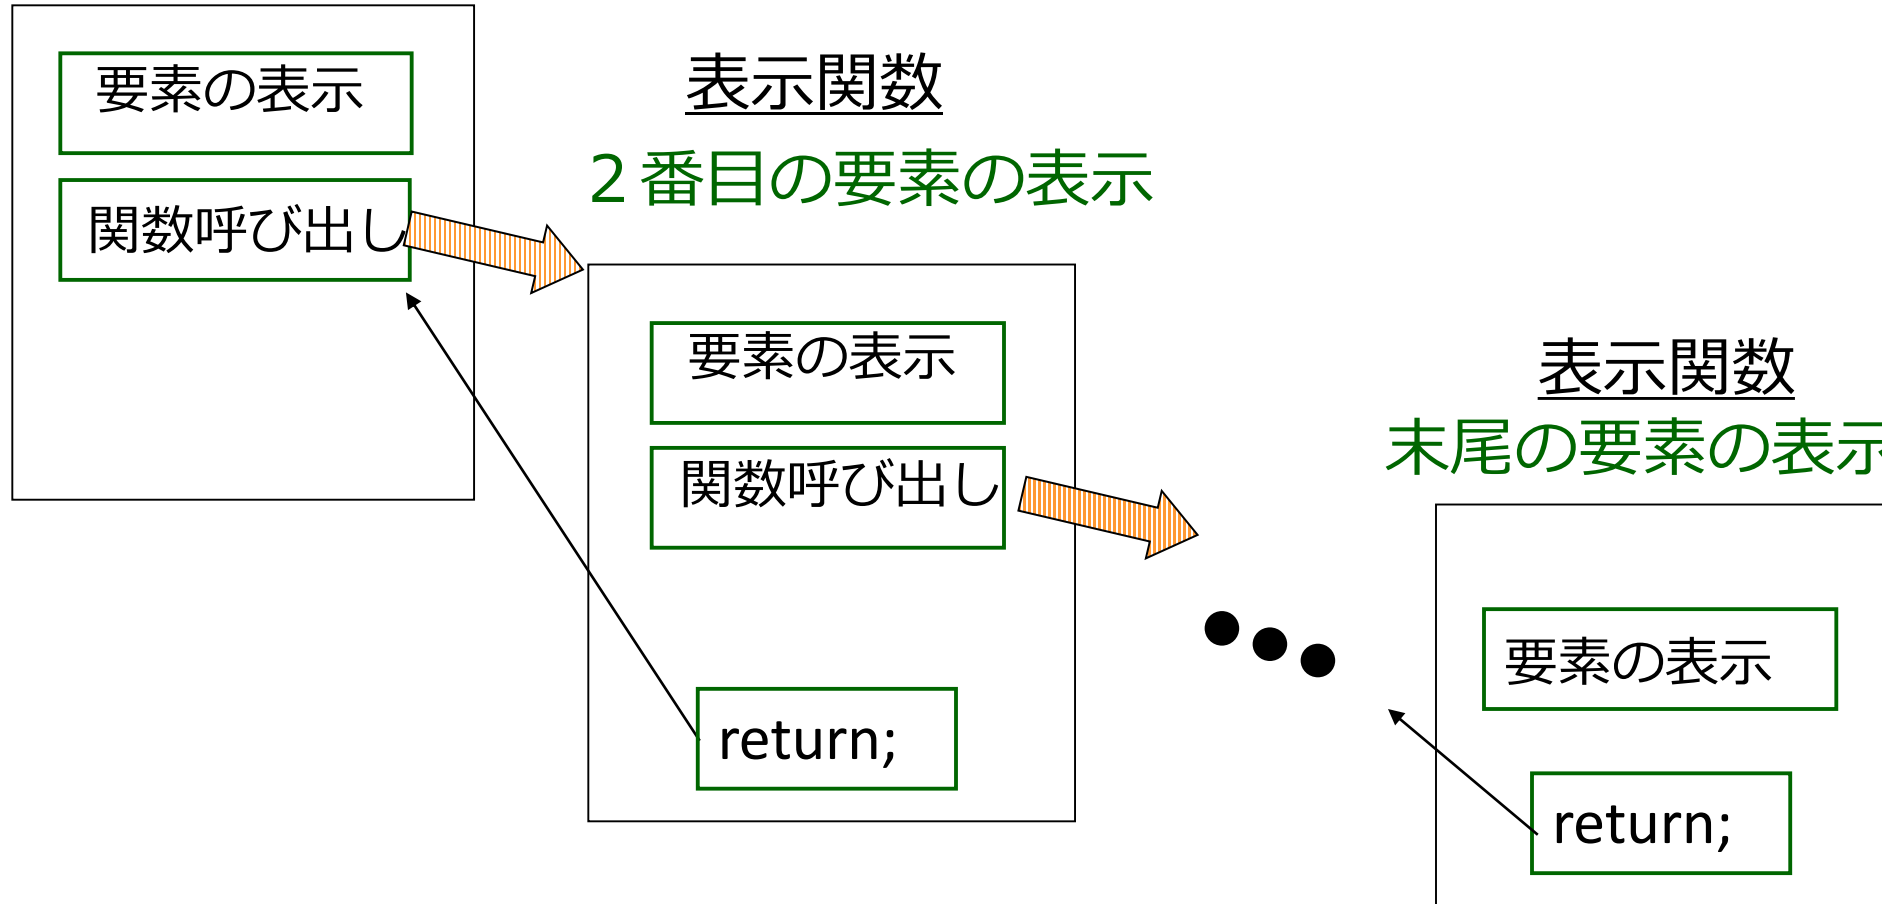 要素の表示
関数呼び出し
表示関数
２番目の要素の表示
要素の表示
関数呼び出し
return;
表示関数
末尾の要素の表示
要素の表示
return;